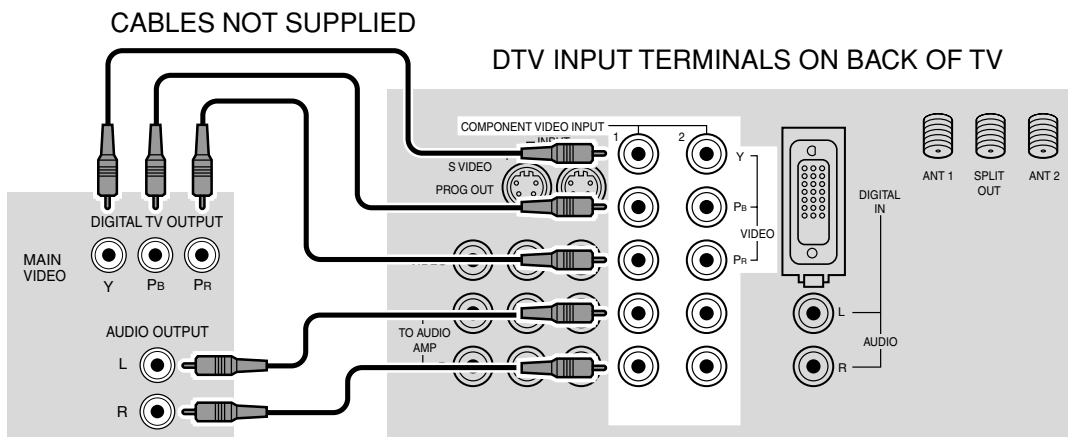 CABLES NOT SUPPLIED
DTV INPUT TERMINALS ON BACK OF TV
COMPONENT VIDEO INPUT
1
2
INPUT
S VIDEO
PROG OUT
Y
PB
PR
VIDEO
DIGITAL
IN
ANT 1
SPLIT
OUT
ANT 2
DIGITAL TV OUTPUT
MAIN
VIDEO
Y
PB
PR
AUDIO OUTPUT
L
R
TO AUDIO
AMP
L
R
AUDIO